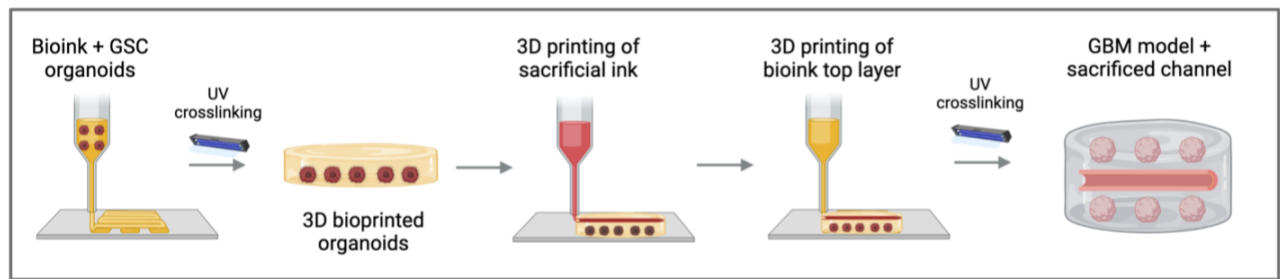 Bioink + GSC
organoids
UV
crosslinking
3D bioprinted
organoids
3D printing of
sacrificial ink
3D printing of
bioink top layer
UV
crosslinking
GBM model +
sacrificed channel